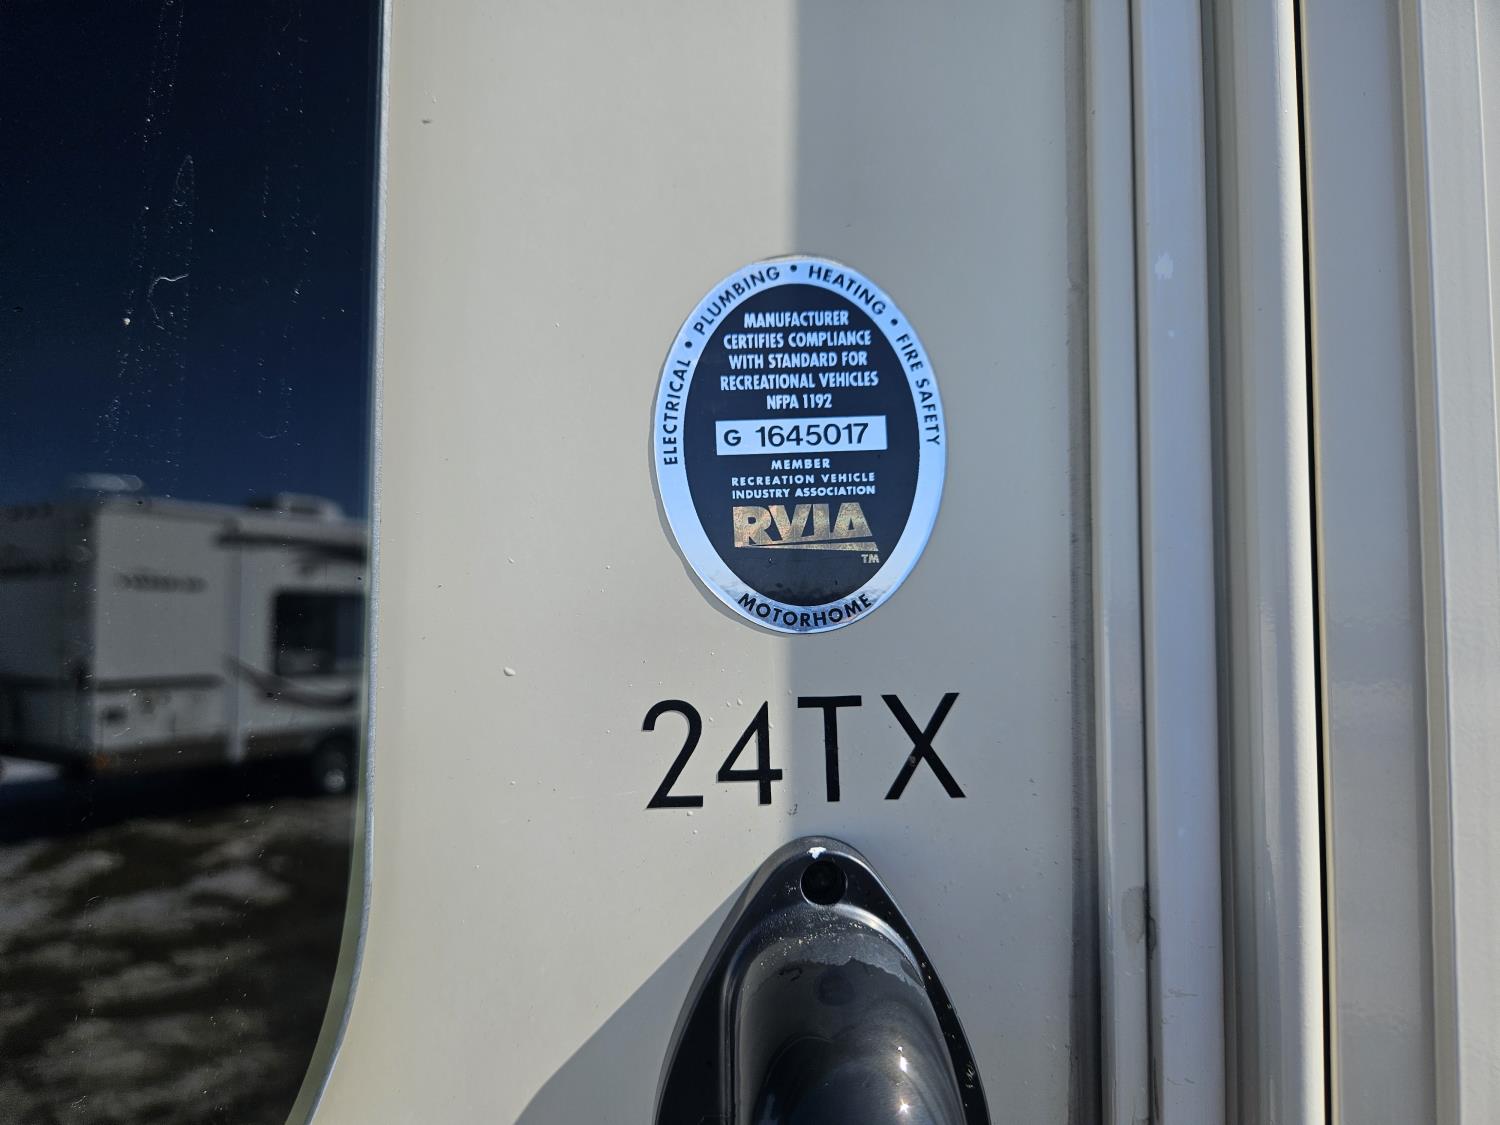 ELECTRICAL • PLUMBING • HEATING • FIRE SAFETY
MANUFACTURER
CERTIFIES COMPLIANCE
WITH STANDARD FOR
RECREATIONAL VEHICLES
NFPA 1192
G 1645017
MEMBER
RECREATION VEHICLE
INDUSTRY ASSOCIATION
RVIA
TM
MOTORHOME
24TX